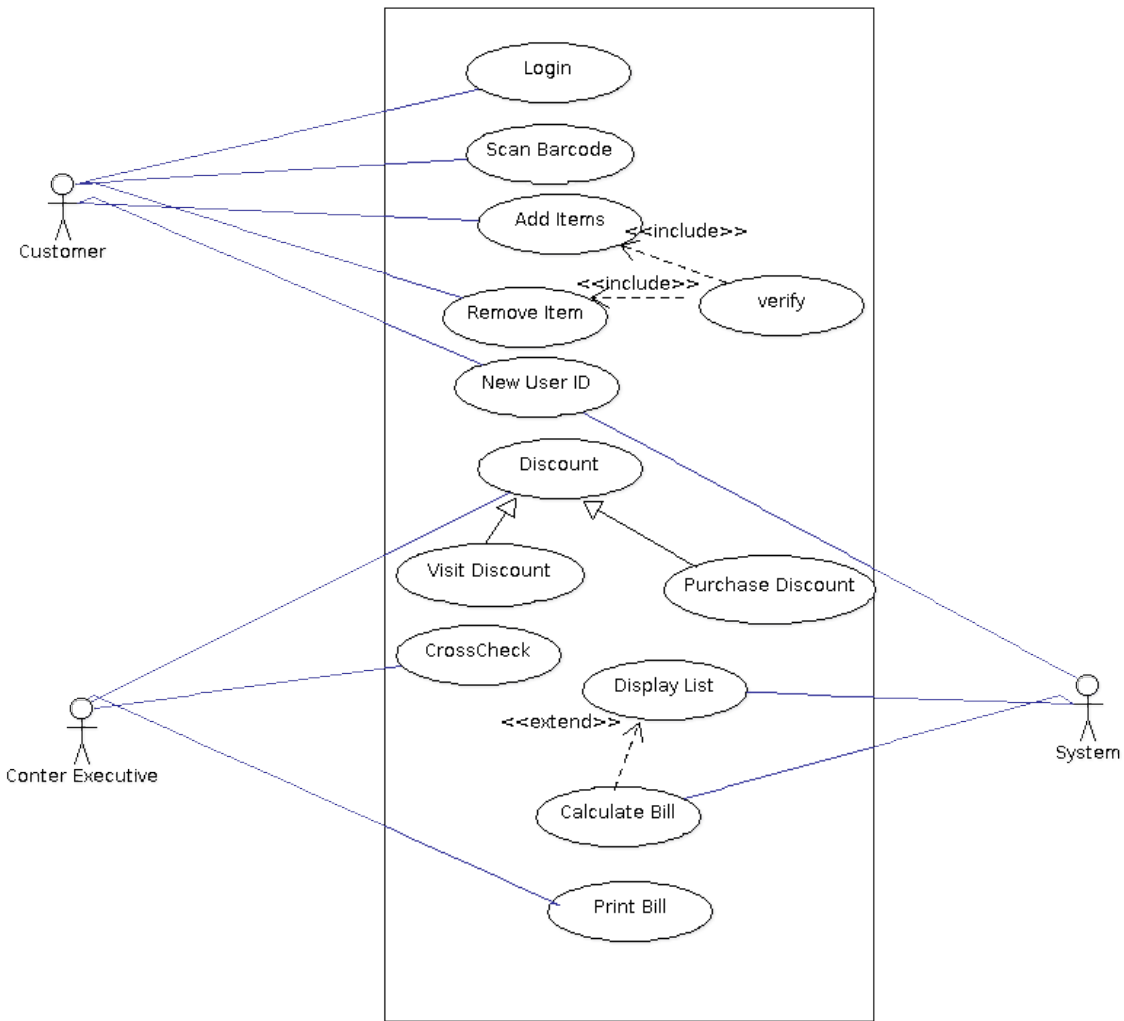 Login
Scan Barcode
Add Items
<<include>>
Customer
<<include>>
verify
Remove Item
New User ID
Discount
Visit Discount
Purchase Discount
CrossCheck
Display List
<<extend>>
Conter Executive
System
Calculate Bill
Print Bill